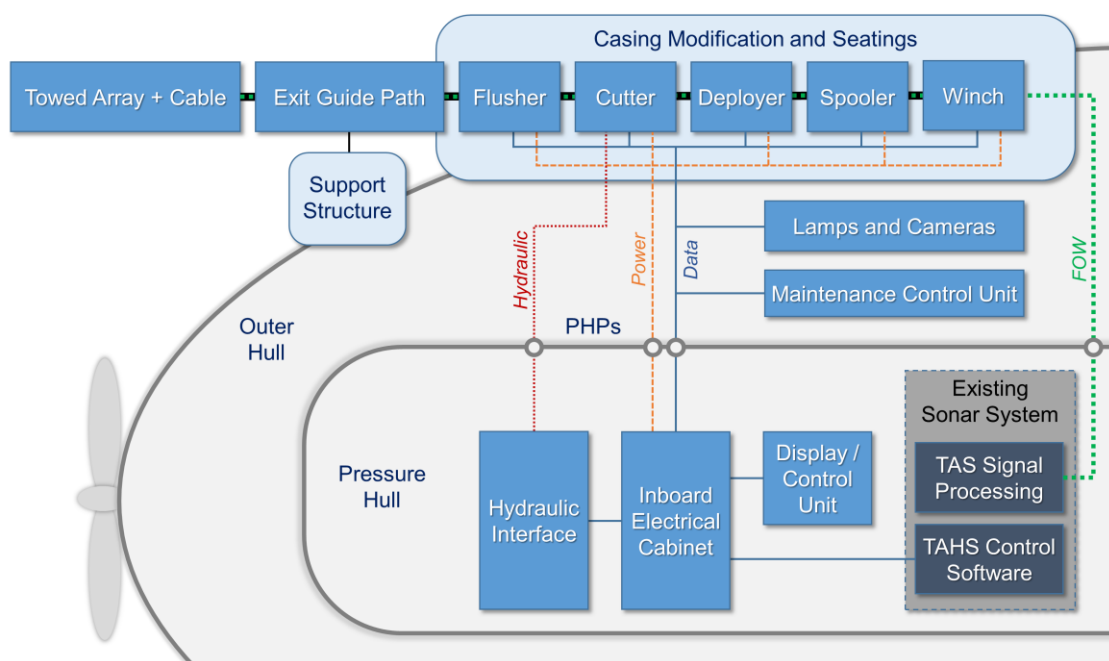 Casing Modification and Seatings
Towed Array + Cable
Exit Guide Path
Flusher
Cutter
Deployer
Spooler
Winch
Support
Structure
Lamps and Cameras
Maintenance Control Unit
Hydraulic
Power
Data
FOW
Outer
Hull
PHPs
Pressure
Hull
Hydraulic
Interface
Inboard
Electrical
Cabinet
Display /
Control
Unit
Existing
Sonar System
TAS Signal
Processing
TAHS Control
Software